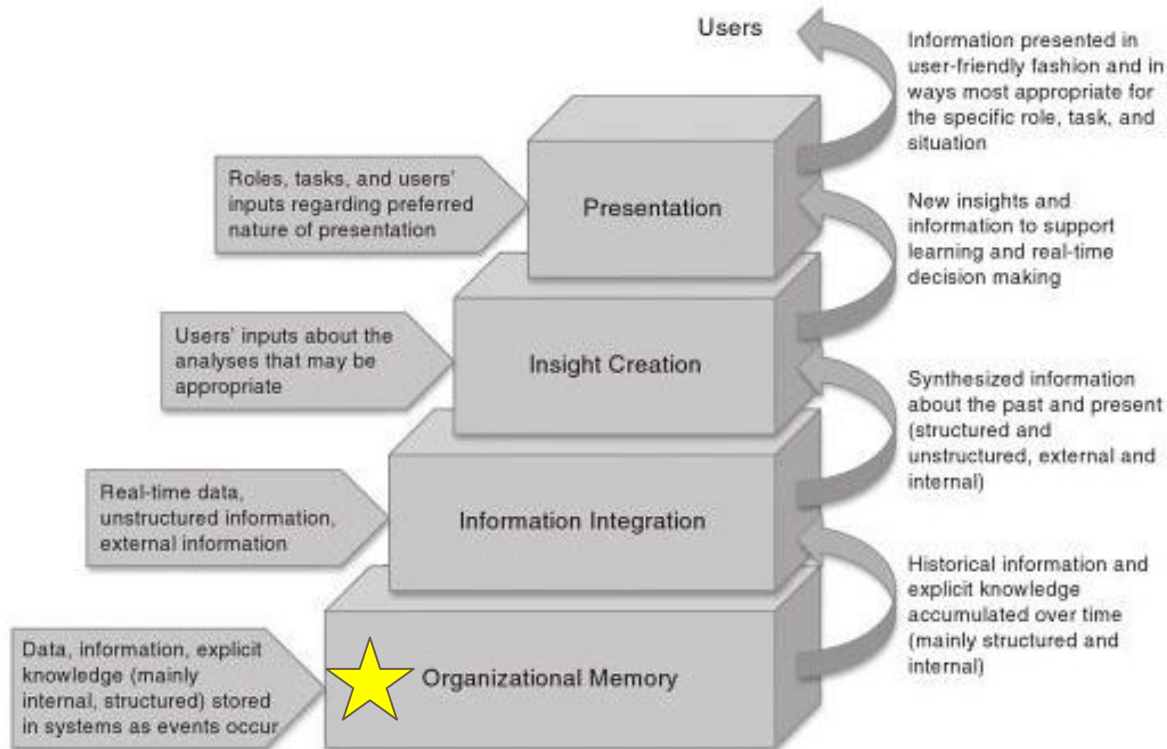 Users
Information presented in
user-friendly fashion and in
ways most appropriate for
the specific role, task, and
situation
Roles, tasks, and users'
inputs regarding preferred
nature of presentation
Presentation
New insights and
information to support
learning and real-time
decision making
Users' inputs about the
analyses that may be
appropriate
Insight Creation
Synthesized information
about the past and present
(structured and
unstructured, external and
internal)
Real-time data,
unstructured information,
external information
Information Integration
Historical information and
explicit knowledge
accumulated over time
(mainly structured and
internal)
Data, information, explicit
knowledge (mainly
internal, structured) stored
in systems as events occur
Organizational Memory